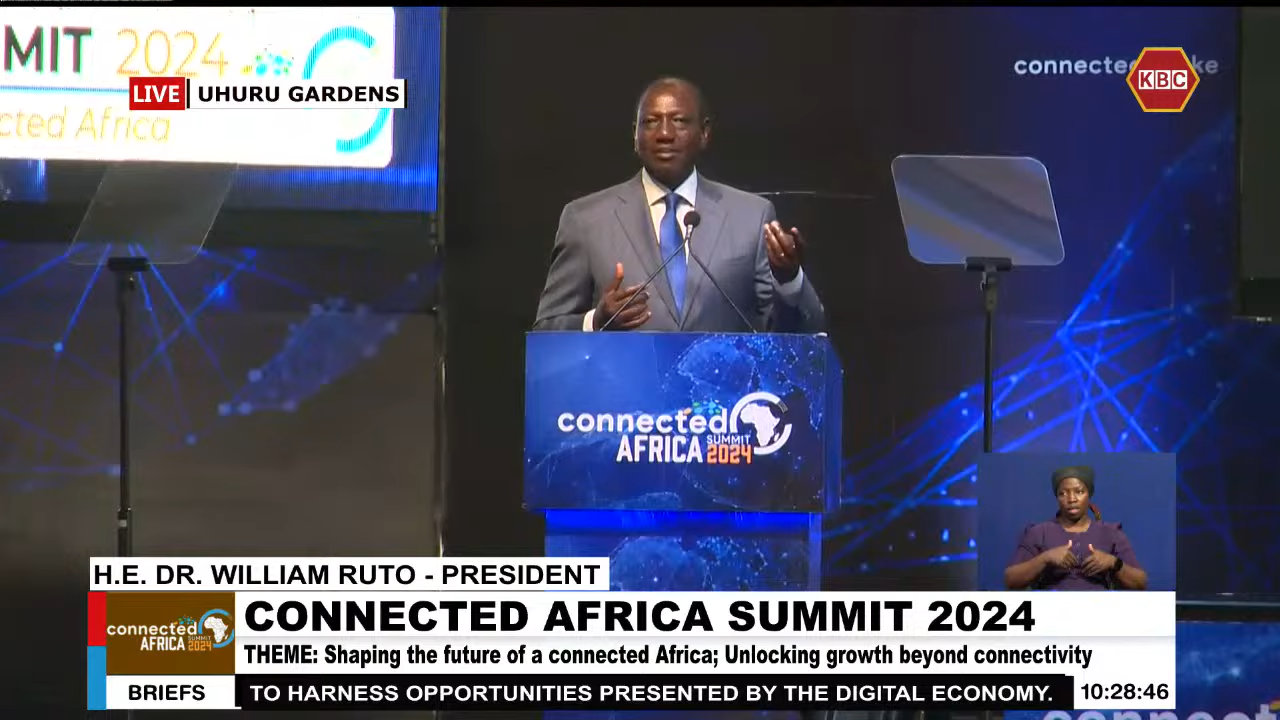 MIT 2024
cted Africa
LIVE UHURU GARDENS
connected ke
KBC
connected
AFRICA SUMMIT 2024
H.E. DR. WILLIAM RUTO - PRESIDENT
connected
AFRICA SUMMIT 2024
CONNECTED AFRICA SUMMIT 2024
THEME: Shaping the future of a connected Africa; Unlocking growth beyond connectivity
BRIEFS TO HARNESS OPPORTUNITIES PRESENTED BY THE DIGITAL ECONOMY. 10:28:46